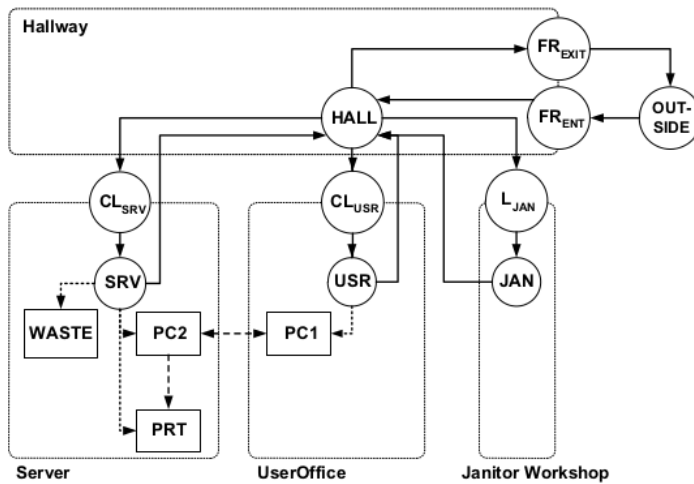 Hallway
FR EXIT
HALL
FR ENT
OUT-
SIDE
CL SRV
CL USR
L JAN
SRV
USR
JAN
WASTE
PC2
PC1
PRT
Server
UserOffice
Janitor Workshop